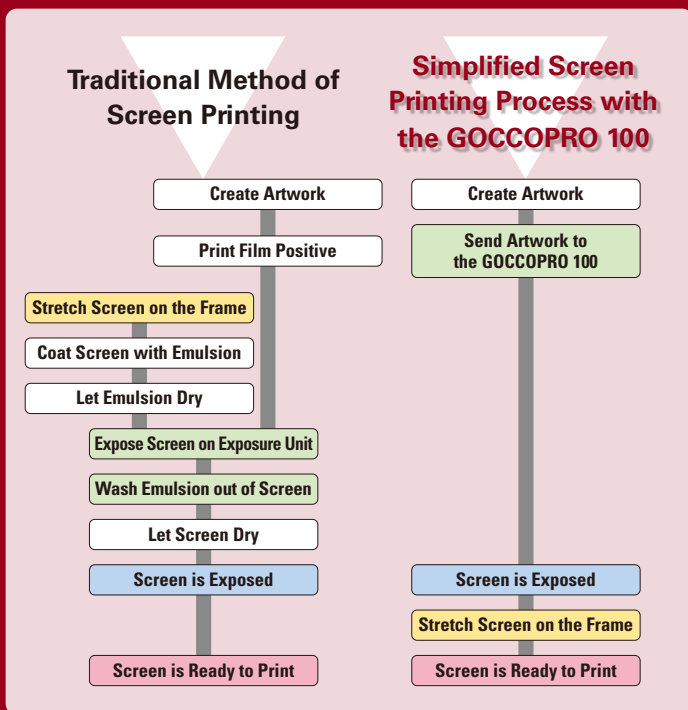 Traditional Method of
Screen Printing
Create Artwork
Print Film Positive
Stretch Screen on the Frame
Coat Screen with Emulsion
Let Emulsion Dry
Expose Screen on Exposure Unit
Wash Emulsion out of Screen
Let Screen Dry
Screen is Exposed
Screen is Ready to Print
Simplified Screen
Printing Process with
the GOCCOPRO 100
Create Artwork
Send Artwork to
the GOCCOPRO 100
Screen is Exposed
Stretch Screen on the Frame
Screen is Ready to Print